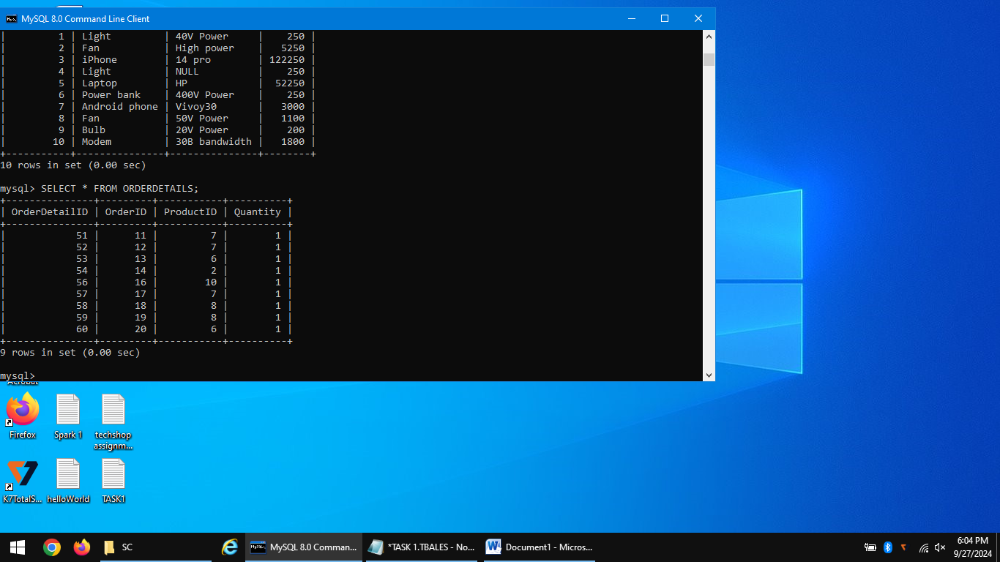 MySQL 8.0 Command Line Client
|         1 | Light         | 40V Power     |    250 |
|         2 | Fan           | High power    |   5250 |
|         3 | iPhone        | 14 pro        | 122250 |
|         4 | Light         | NULL          |    250 |
|         5 | Laptop        | HP            |  52250 |
|         6 | Power bank    | 400V Power    |    250 |
|         7 | Android phone | Vivoy30       |   3000 |
|         8 | Fan           | 50V Power     |   1100 |
|         9 | Bulb          | 20V Power     |    200 |
|        10 | Modem         | 30B bandwidth |   1800 |
+-----------+---------------+---------------+--------+
10 rows in set (0.00 sec)
mysql> SELECT * FROM ORDERDETAILS;
+---------------+---------+-----------+----------+
| OrderDetailID | OrderID | ProductID | Quantity |
+---------------+---------+-----------+----------+
|            51 |      11 |         7 |        1 |
|            52 |      12 |         7 |        1 |
|            53 |      13 |         6 |        1 |
|            54 |      14 |         2 |        1 |
|            56 |      16 |        10 |        1 |
|            57 |      17 |         7 |        1 |
|            58 |      18 |         8 |        1 |
|            59 |      19 |         8 |        1 |
|            60 |      20 |         6 |        1 |
+---------------+---------+-----------+----------+
9 rows in set (0.00 sec)
mysql>
Acrobat
Firefox
Spark 1
techshop
assignm...
K7TotalS...
helloWorld
TASK1
SC
MySQL 8.0 Comman...
*TASK 1.TBALES - No...
Document1 - Micros...
6:04 PM
9/27/2024